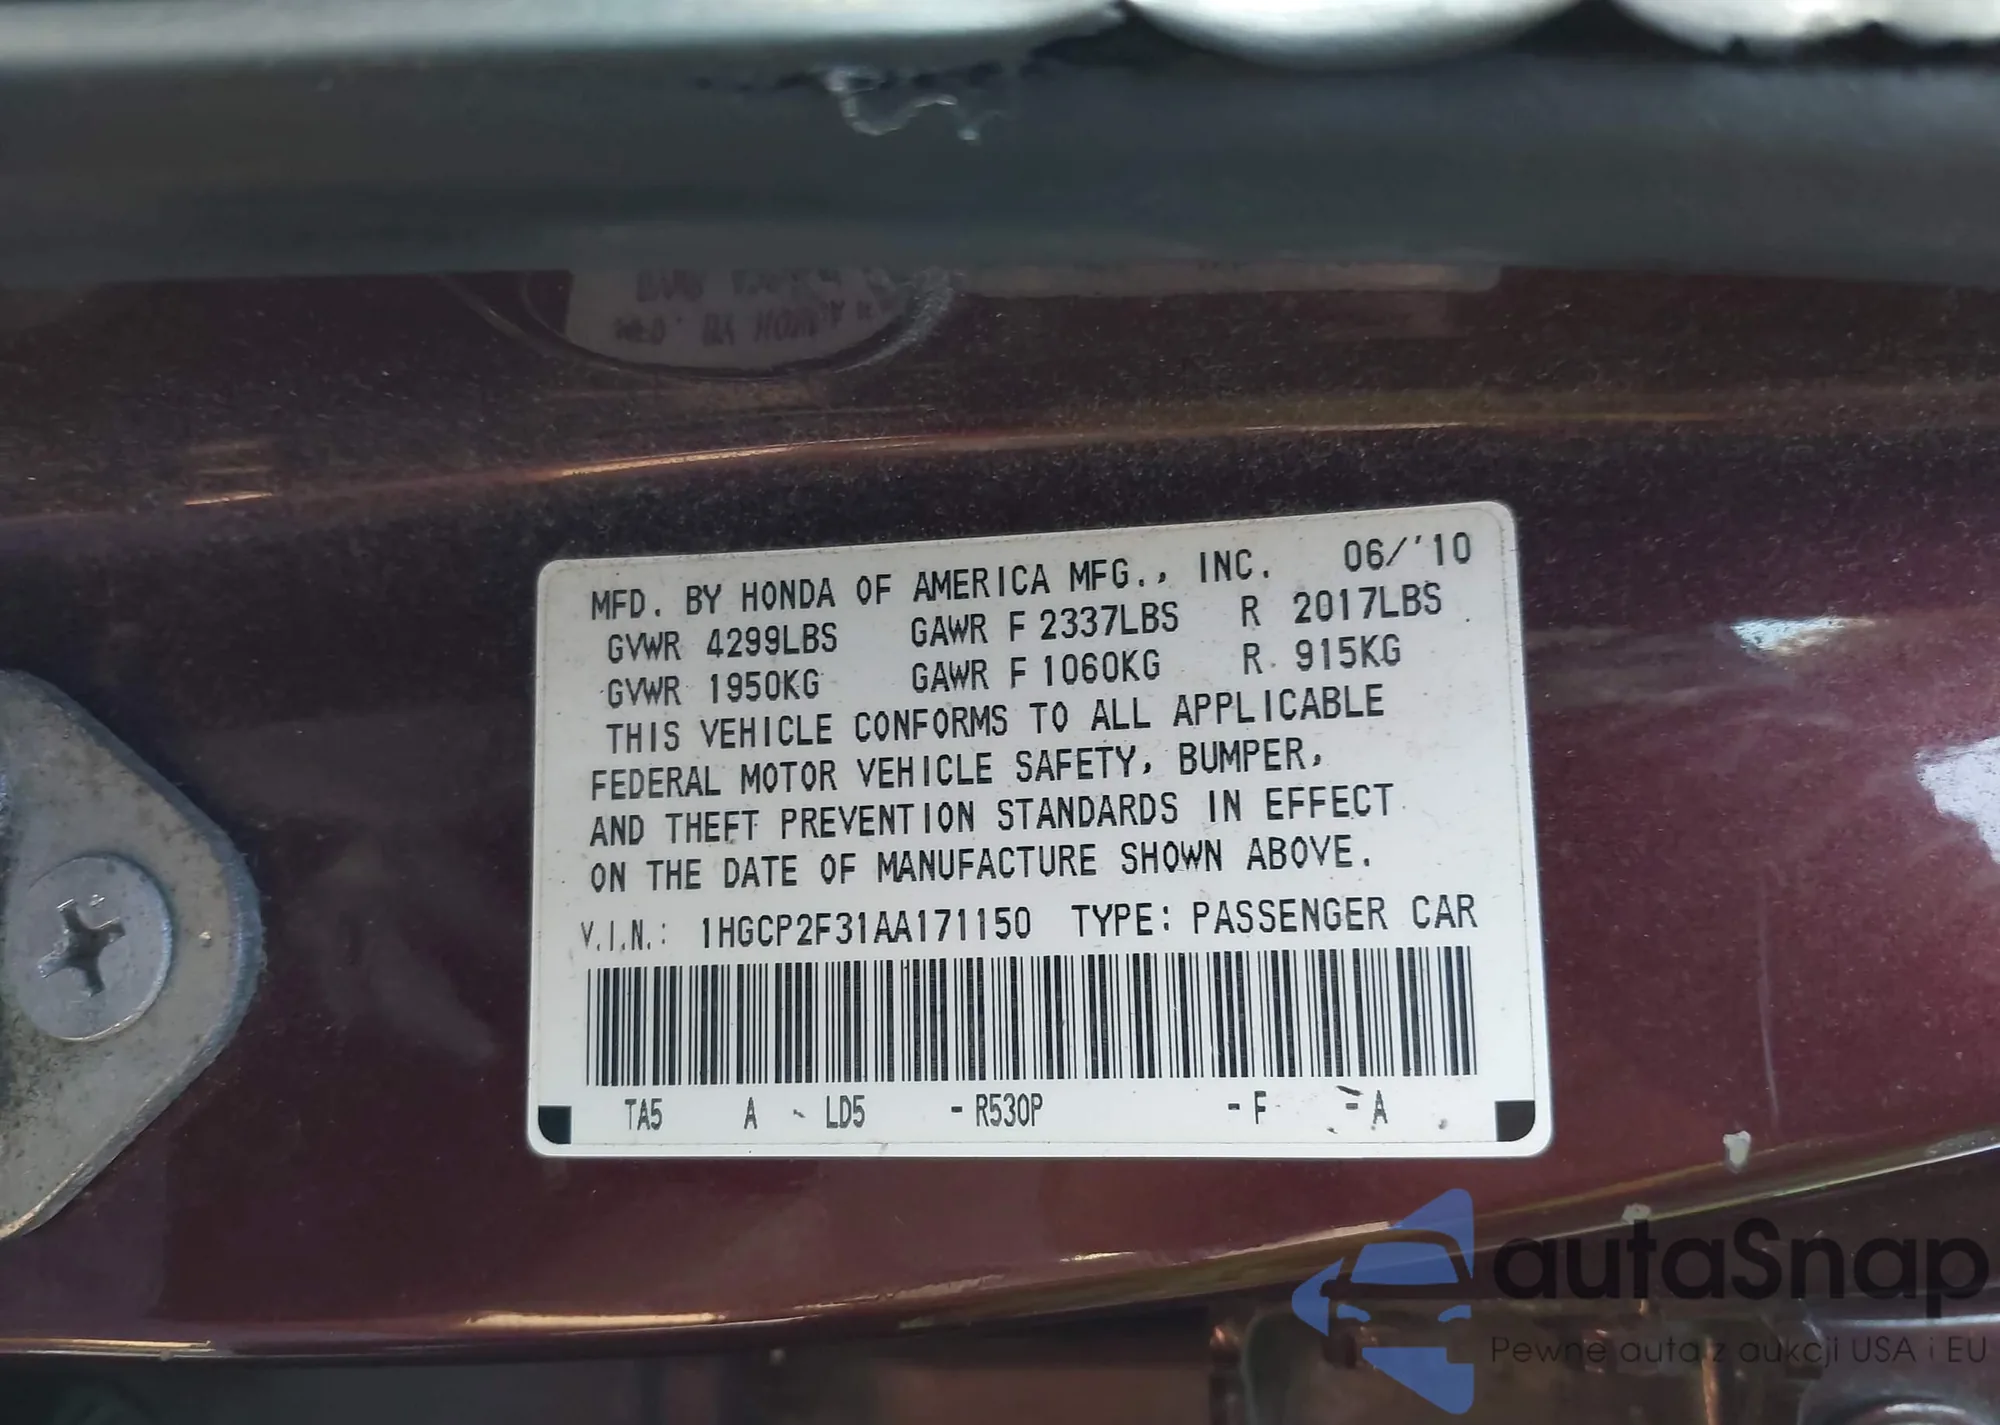 MFD. BY HONDA OF AMERICA MFG., INC. 06/'10
GVWR 4299LBS GAWR F 2337LBS R 2017LBS
GVWR 1950KG GAWR F 1060KG R 915KG
THIS VEHICLE CONFORMS TO ALL APPLICABLE
FEDERAL MOTOR VEHICLE SAFETY, BUMPER,
AND THEFT PREVENTION STANDARDS IN EFFECT
ON THE DATE OF MANUFACTURE SHOWN ABOVE.
V.I.N.: 1HGCP2F31AA171150 TYPE: PASSENGER CAR
TA5 A - LD5 - R530P - F - A
autaSnap
Pewne auta z aukcji USA i EU